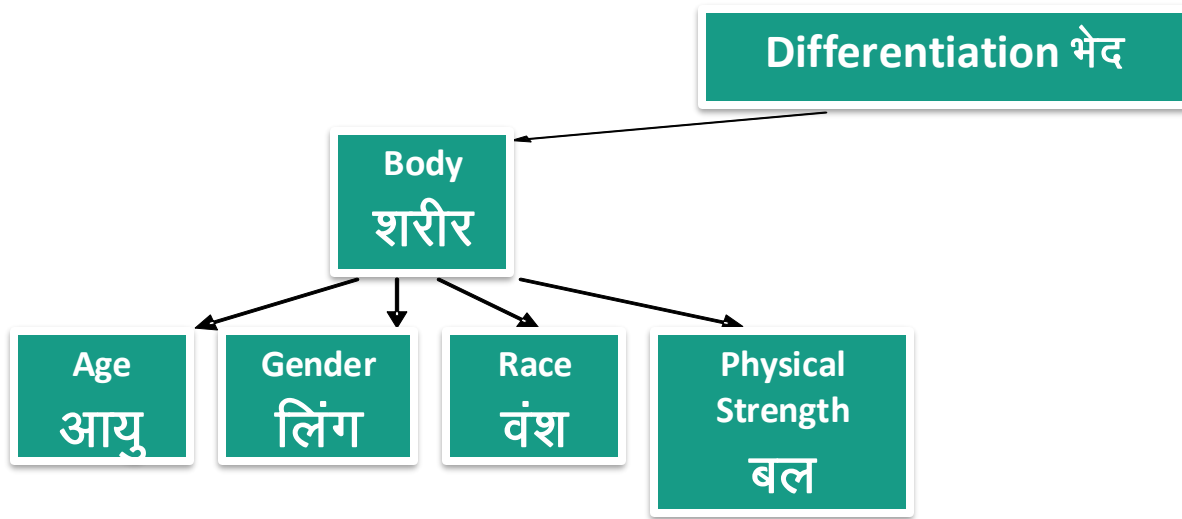 Differentiation भेद
Body
शरीर
Age
आयु
Gender
लिंग
Race
वंश
Physical
Strength
बल